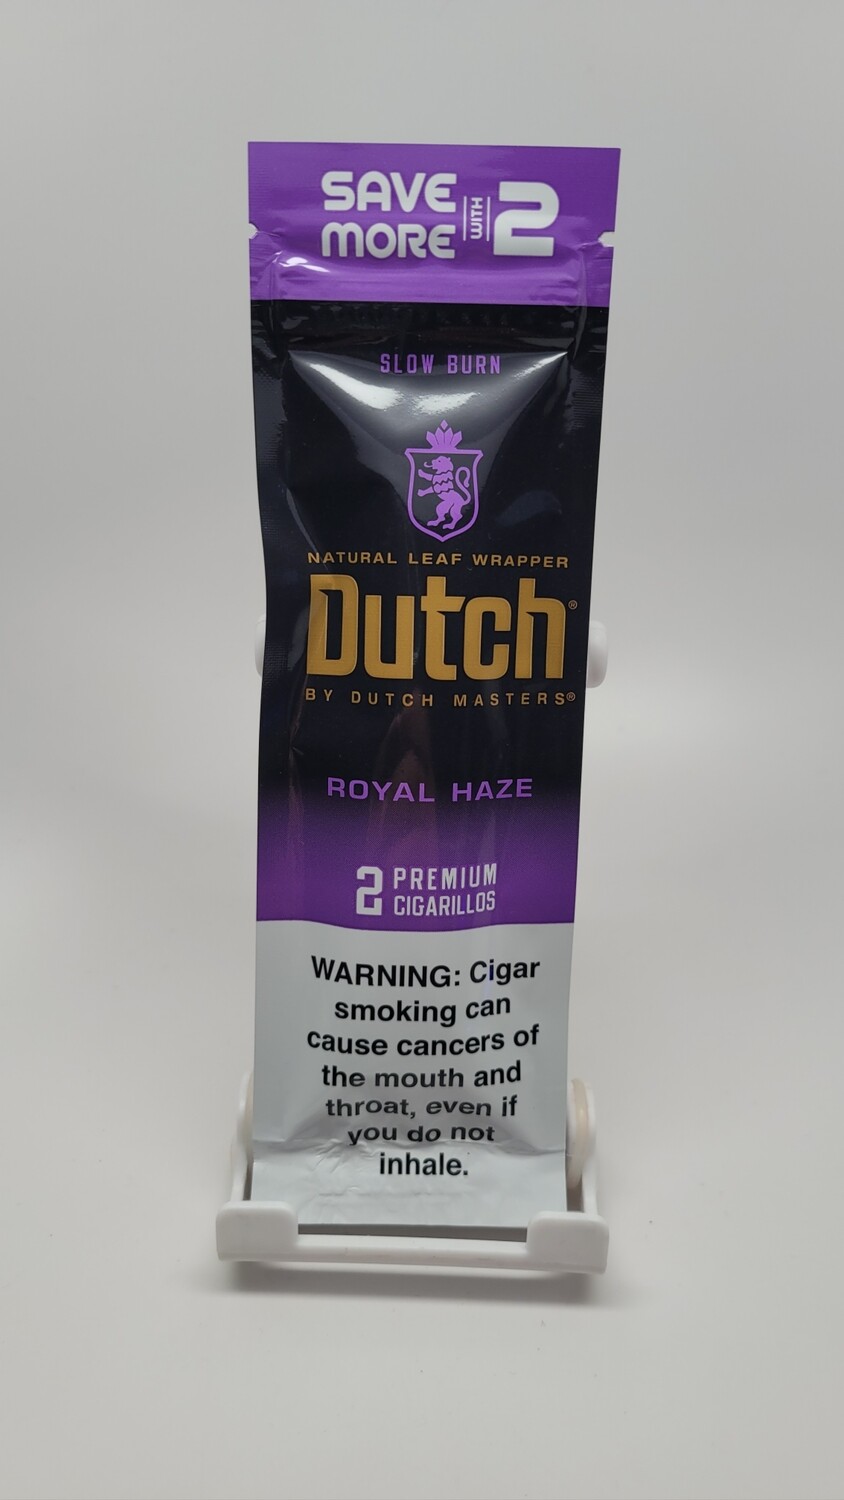 SAVE
MORE
WITH
2
SLOW BURN
NATURAL LEAF WRAPPER
Dutch®
BY DUTCH MASTERS®
ROYAL HAZE
2 PREMIUM
CIGARILLOS
WARNING: Cigar
smoking can
cause cancers of
the mouth and
throat, even if
you do not
inhale.